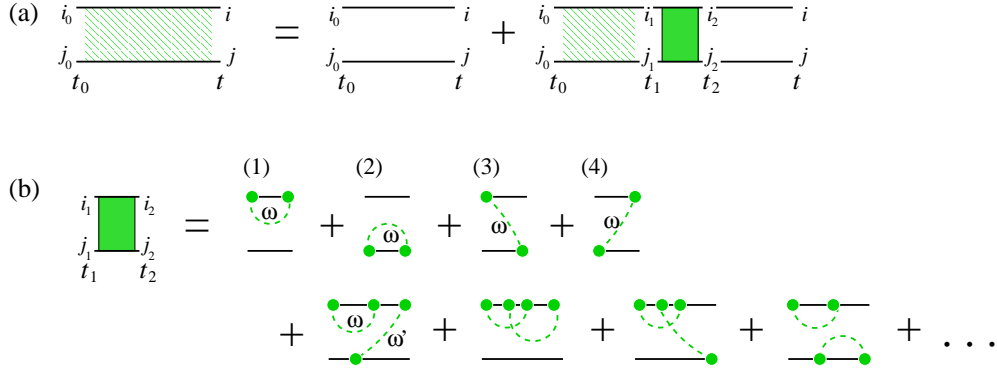 (a) i₀ i = i₀ i + i₀ i₁ i₂ i
j₀ j j₀ j j₀ j₁ j₂ j
t₀ t t₀ t t₀ t₁ t₂ t
(1) (2) (3) (4)
(b) i₁ i₂ = ω + ω + ω + ω
j₁ j₂
t₁ t₂
+ ω ω' + + + + . . .